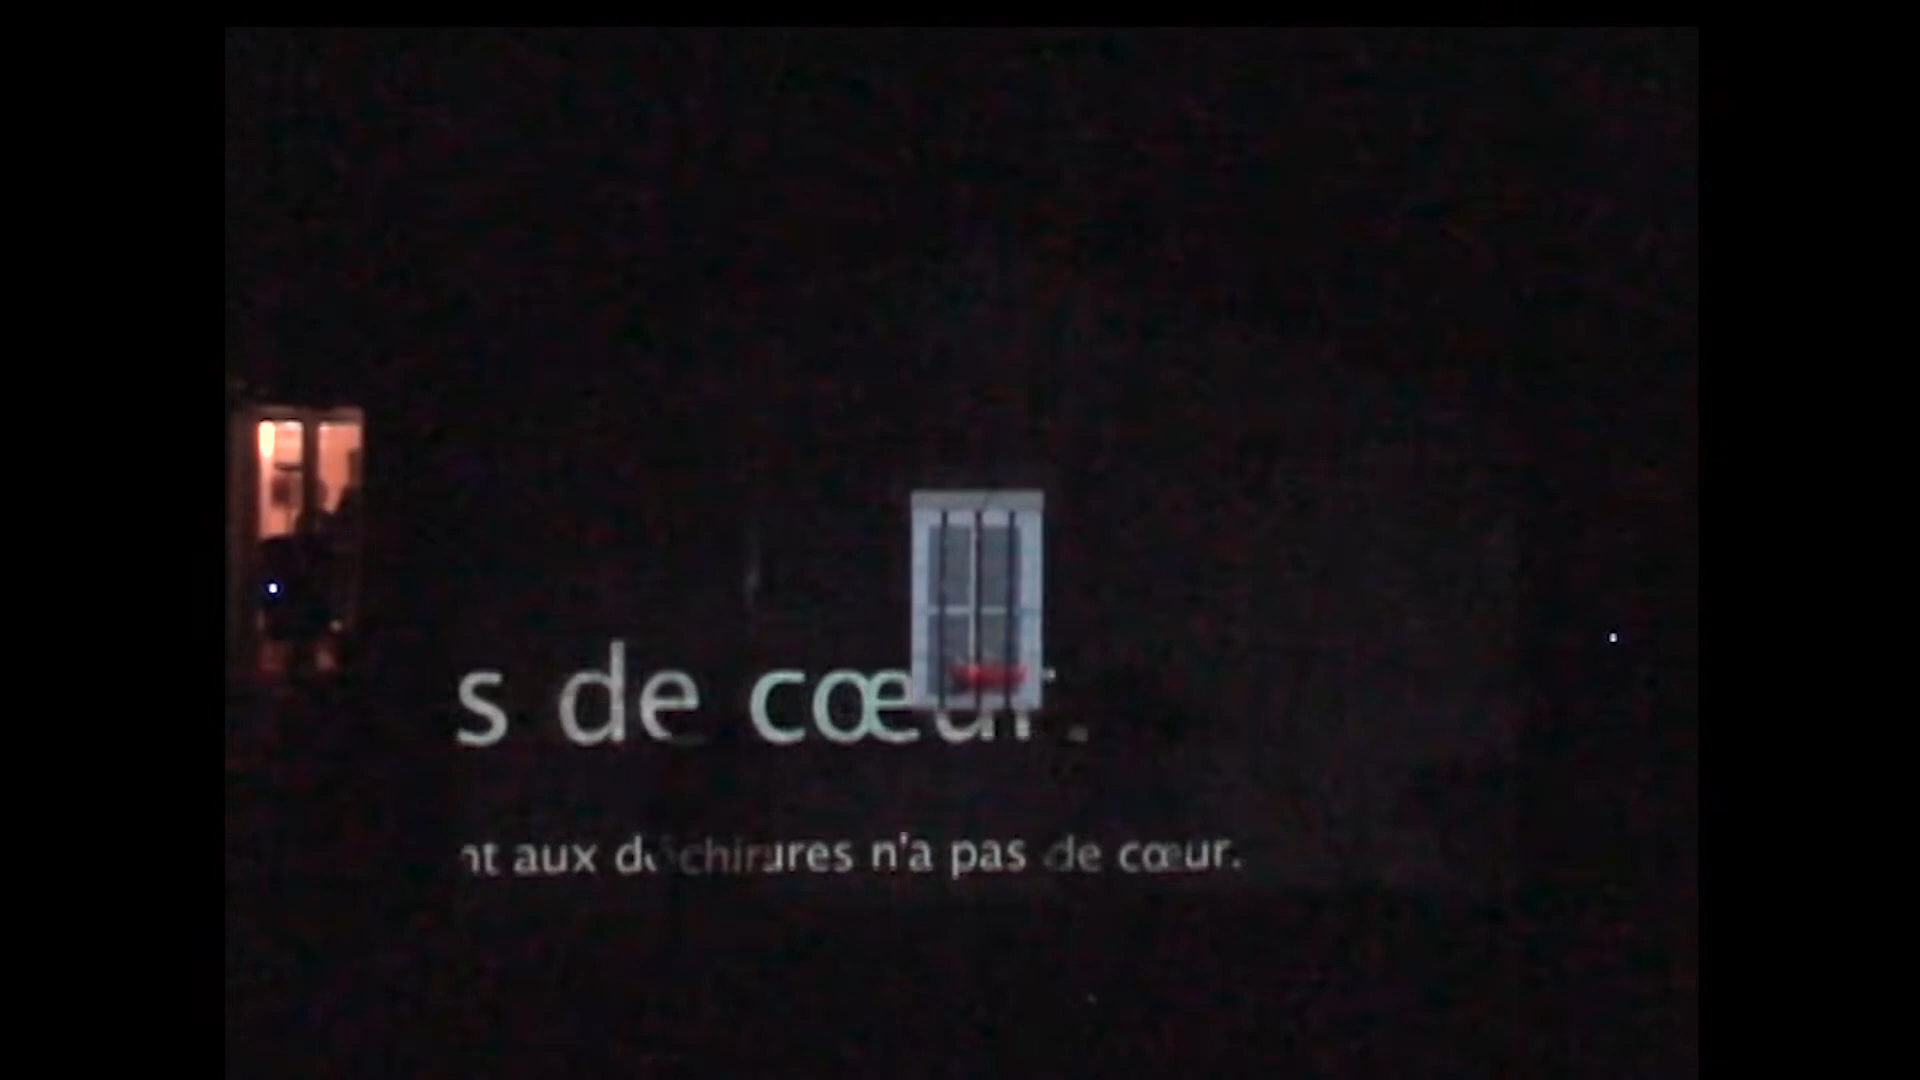 s de cœur.
nt aux déchirures n'a pas de cœur.